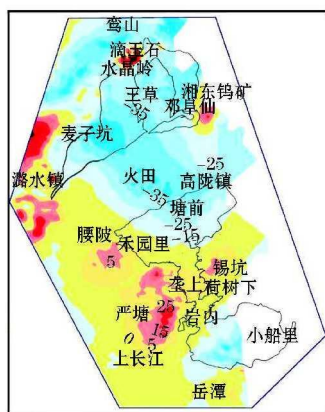 鸾山
滴玉石
水晶岭
王草
-35
湘东钨矿
邓阜仙
麦子坑
-25
潞水镇
火田
高陇镇
-35
塘前
-25
-15
腰陂
禾园里
5
锡坑
垄上
荷树下
严塘
25
岩内
15
小船里
0
5
上长江
岳潭